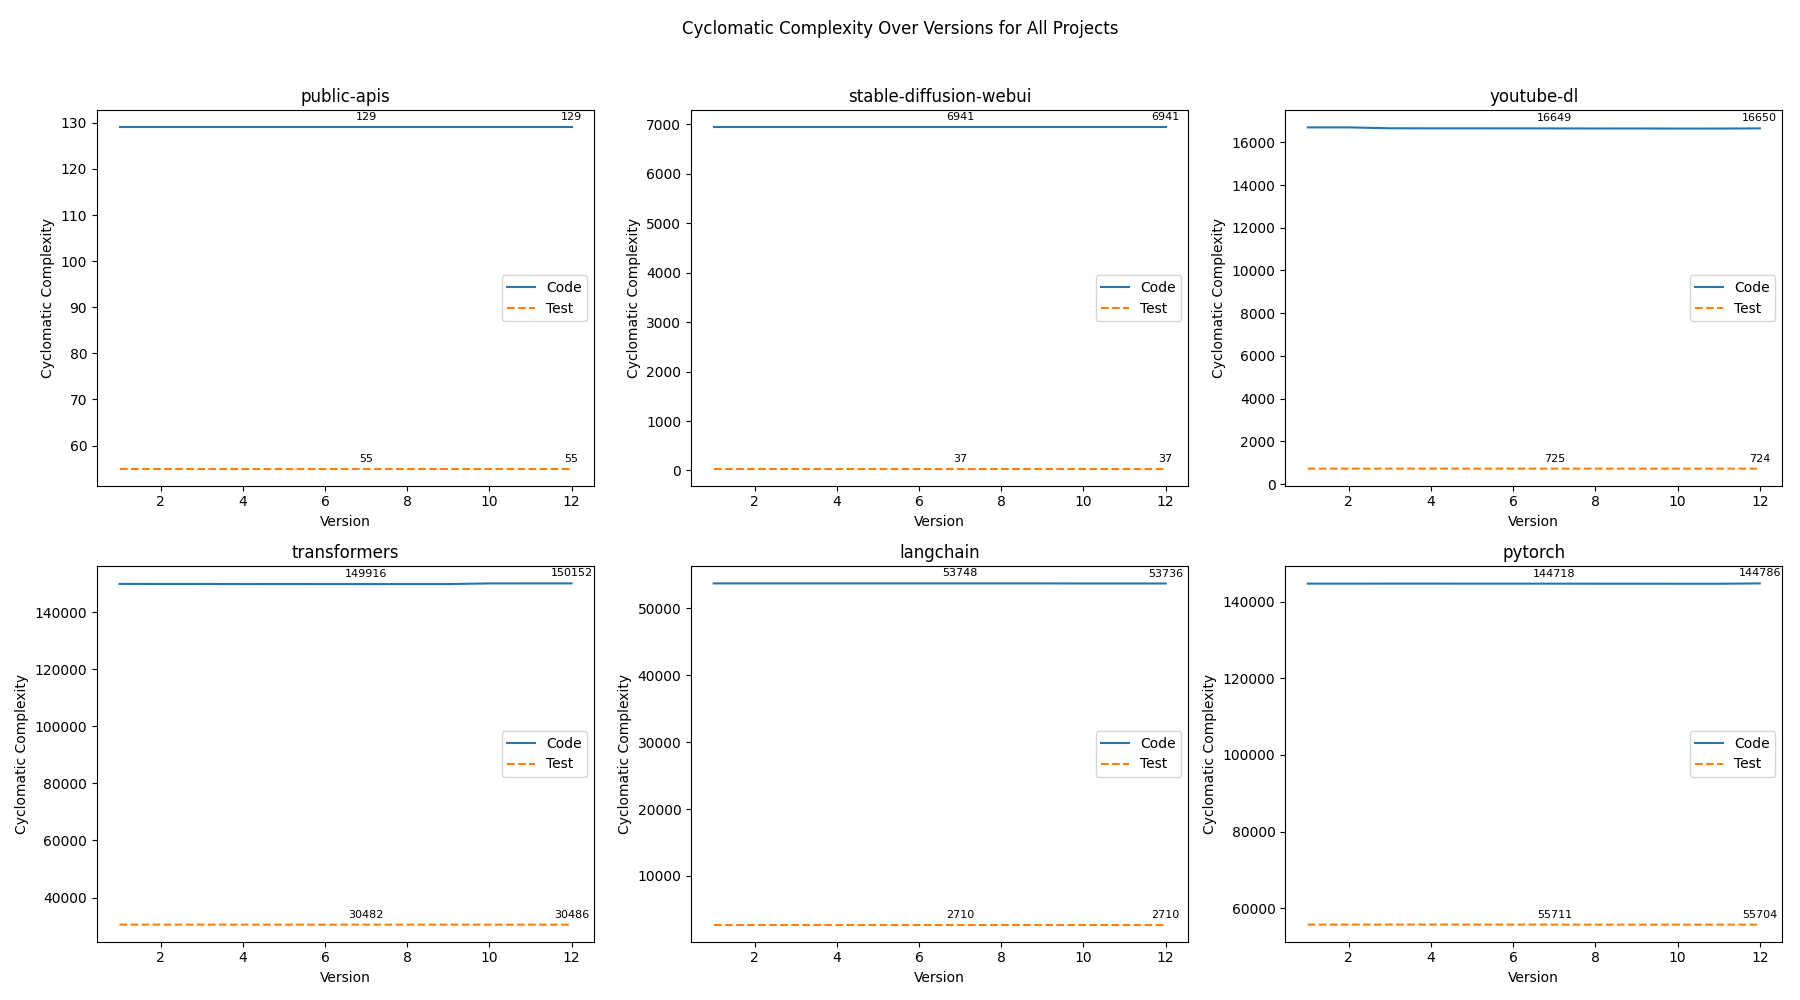 Cyclomatic Complexity Over Versions for All Projects
public-apis
Cyclomatic Complexity
130
120
110
100
90
80
70
60
129 129
55 55
Code
Test
2 4 6 8 10 12
Version
stable-diffusion-webui
Cyclomatic Complexity
7000
6000
5000
4000
3000
2000
1000
0
6941 6941
37 37
Code
Test
2 4 6 8 10 12
Version
youtube-dl
Cyclomatic Complexity
16000
14000
12000
10000
8000
6000
4000
2000
0
16649 16650
725 724
Code
Test
2 4 6 8 10 12
Version
transformers
Cyclomatic Complexity
140000
120000
100000
80000
60000
40000
149916 150152
30482 30486
Code
Test
2 4 6 8 10 12
Version
langchain
Cyclomatic Complexity
50000
40000
30000
20000
10000
53748 53736
2710 2710
Code
Test
2 4 6 8 10 12
Version
pytorch
Cyclomatic Complexity
140000
120000
100000
80000
60000
144718 144786
55711 55704
Code
Test
2 4 6 8 10 12
Version